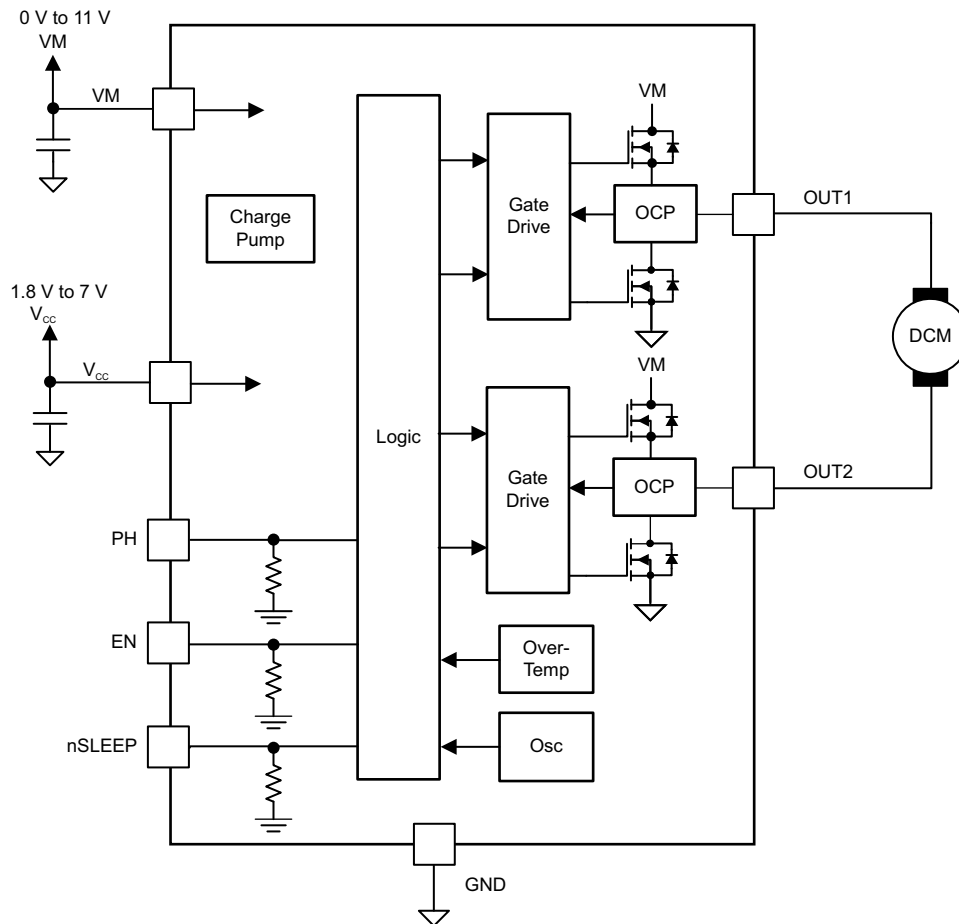 0 V to 11 V
VM
VM
VM
Charge
Pump
Gate
Drive
OCP
OUT1
1.8 V to 7 V
VCC
VCC
DCM
VM
Logic
Gate
Drive
OCP
OUT2
PH
EN
Over-
Temp
nSLEEP
Osc
GND